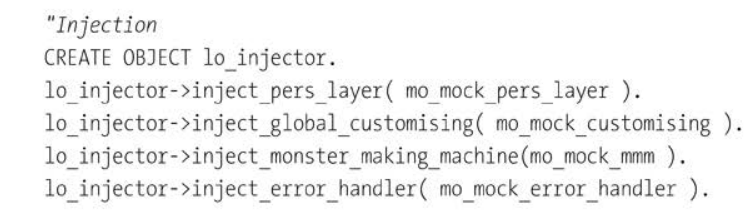 "Injection
CREATE OBJECT lo_injector.
lo_injector->inject_pers_layer( mo_mock_pers_layer ).
lo_injector->inject_global_customising( mo_mock_customising ).
lo_injector->inject_monster_making_machine(mo_mock_mmm ).
lo_injector->inject_error_handler( mo_mock_error_handler ).